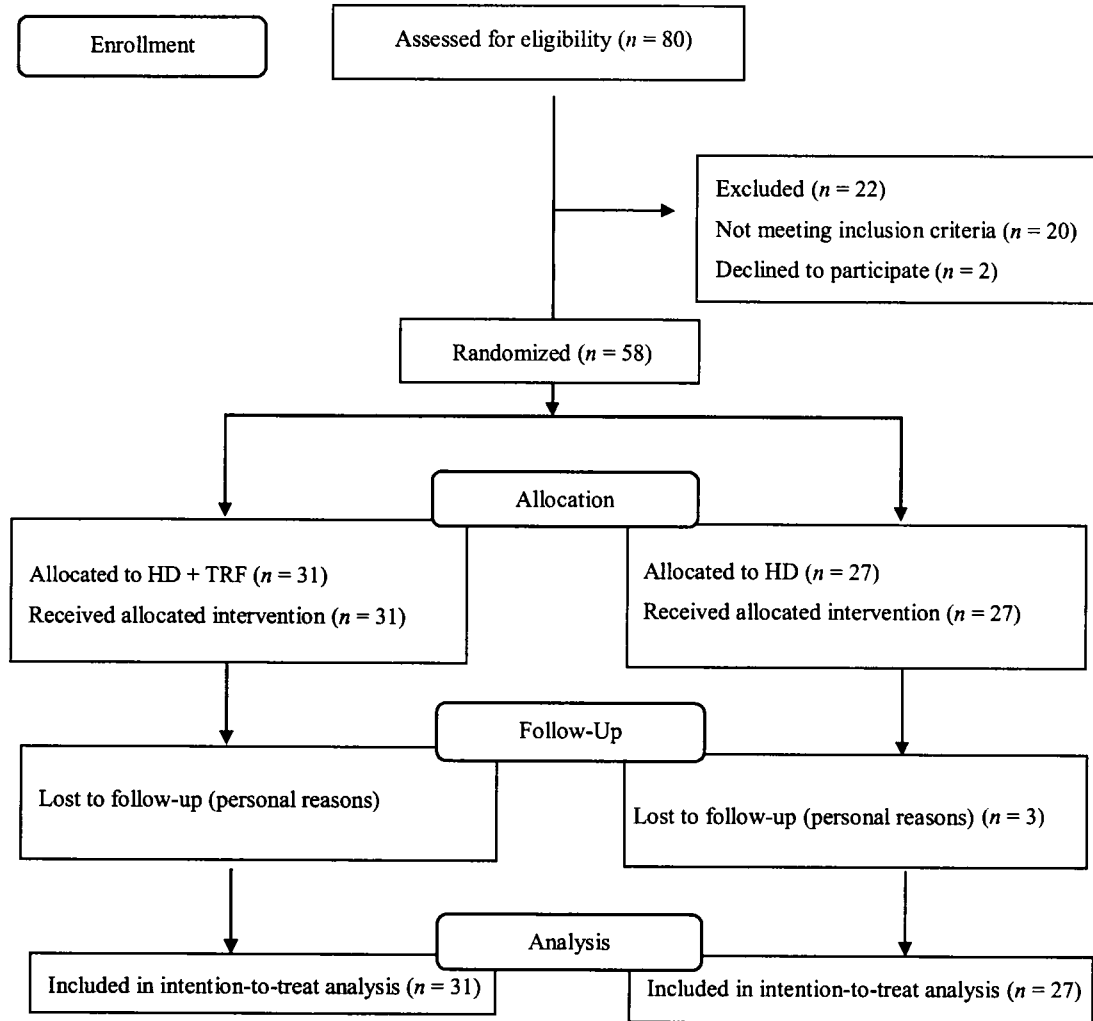 Enrollment
Assessed for eligibility (n = 80)
Excluded (n = 22)
Not meeting inclusion criteria (n = 20)
Declined to participate (n = 2)
Randomized (n = 58)
Allocation
Allocated to HD + TRF (n = 31)
Received allocated intervention (n = 31)
Allocated to HD (n = 27)
Received allocated intervention (n = 27)
Follow-Up
Lost to follow-up (personal reasons)
Lost to follow-up (personal reasons) (n = 3)
Analysis
Included in intention-to-treat analysis (n = 31)
Included in intention-to-treat analysis (n = 27)